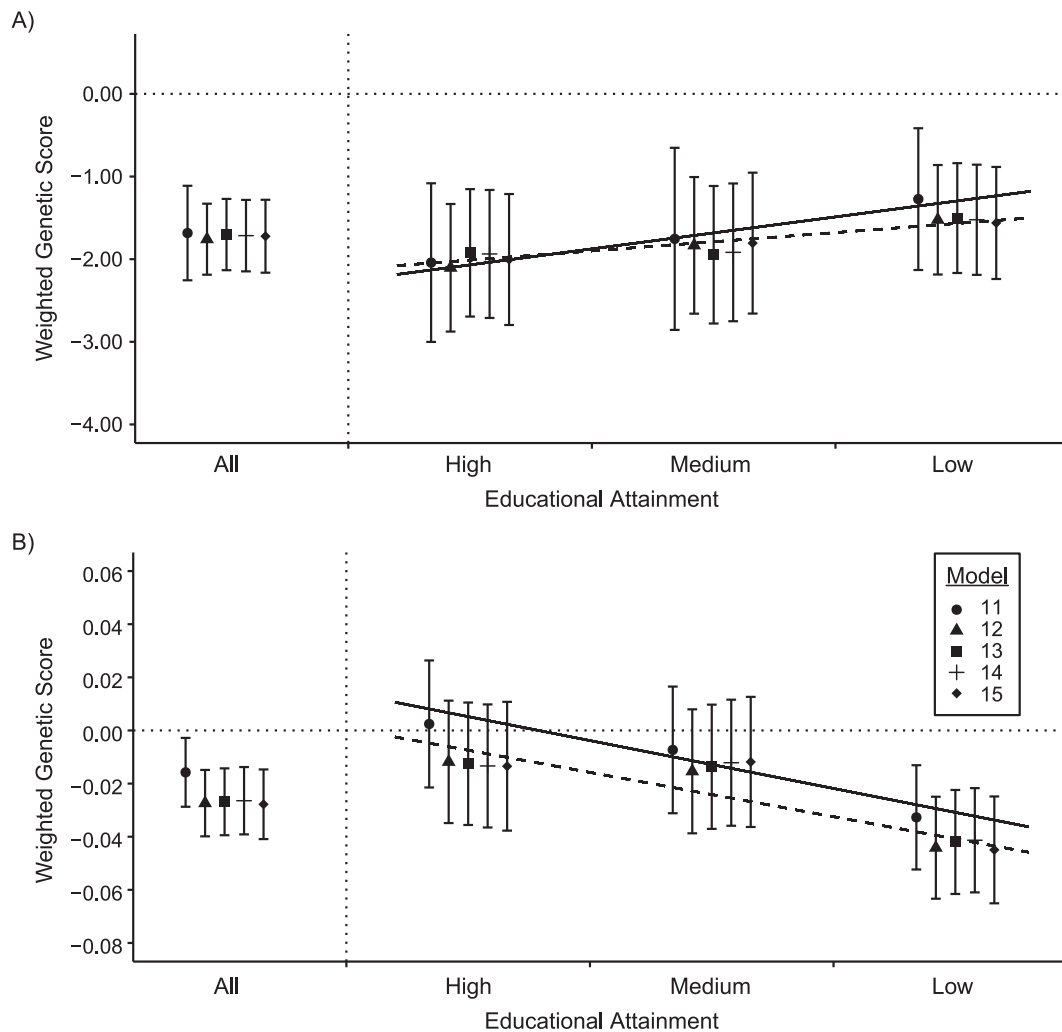 A)
Weighted Genetic Score
0.00
−1.00
−2.00
−3.00
−4.00
All
High
Medium
Low
Educational Attainment
B)
Weighted Genetic Score
0.06
0.04
0.02
0.00
−0.02
−0.04
−0.06
−0.08
Model
11
12
13
14
15
All
High
Medium
Low
Educational Attainment